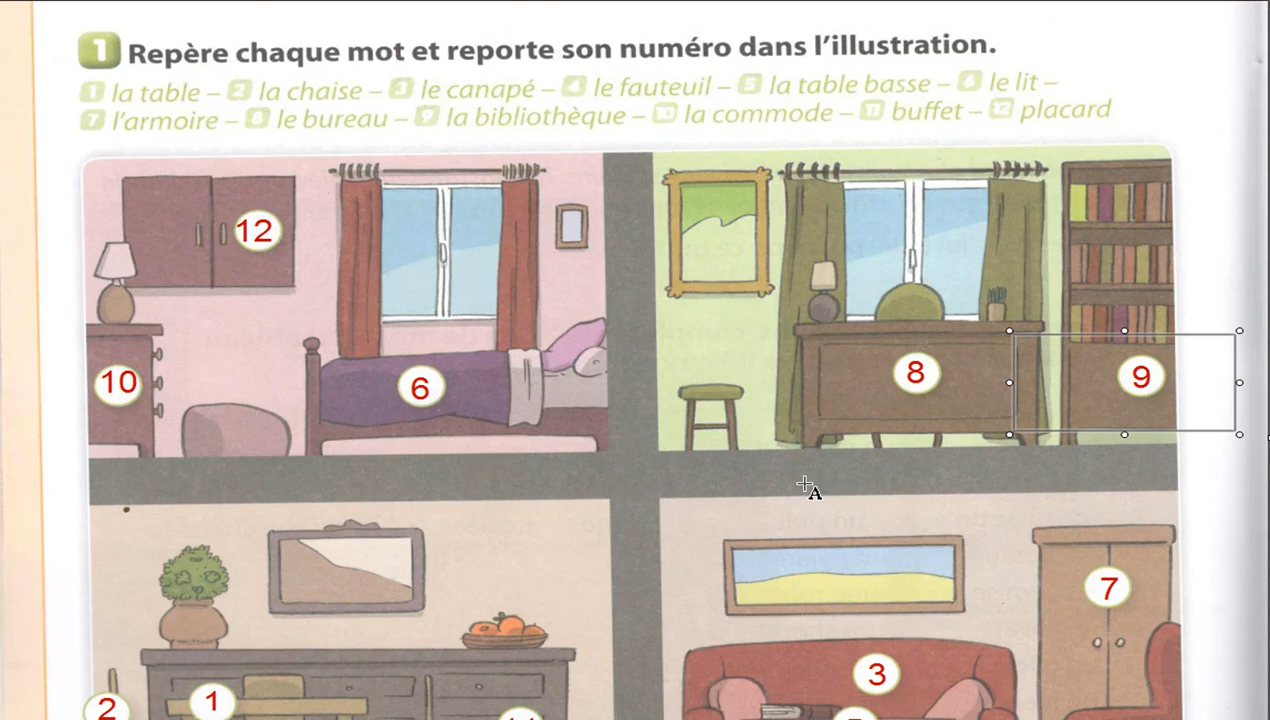 1 Repère chaque mot et reporte son numéro dans l'illustration.
1 la table – 2 la chaise – 3 le canapé – 4 le fauteuil – 5 la table basse – 6 le lit –
7 l'armoire – 8 le bureau – 9 la bibliothèque – 10 la commode – 11 buffet – 12 placard
12
10
6
8
9
7
3
2
1
A